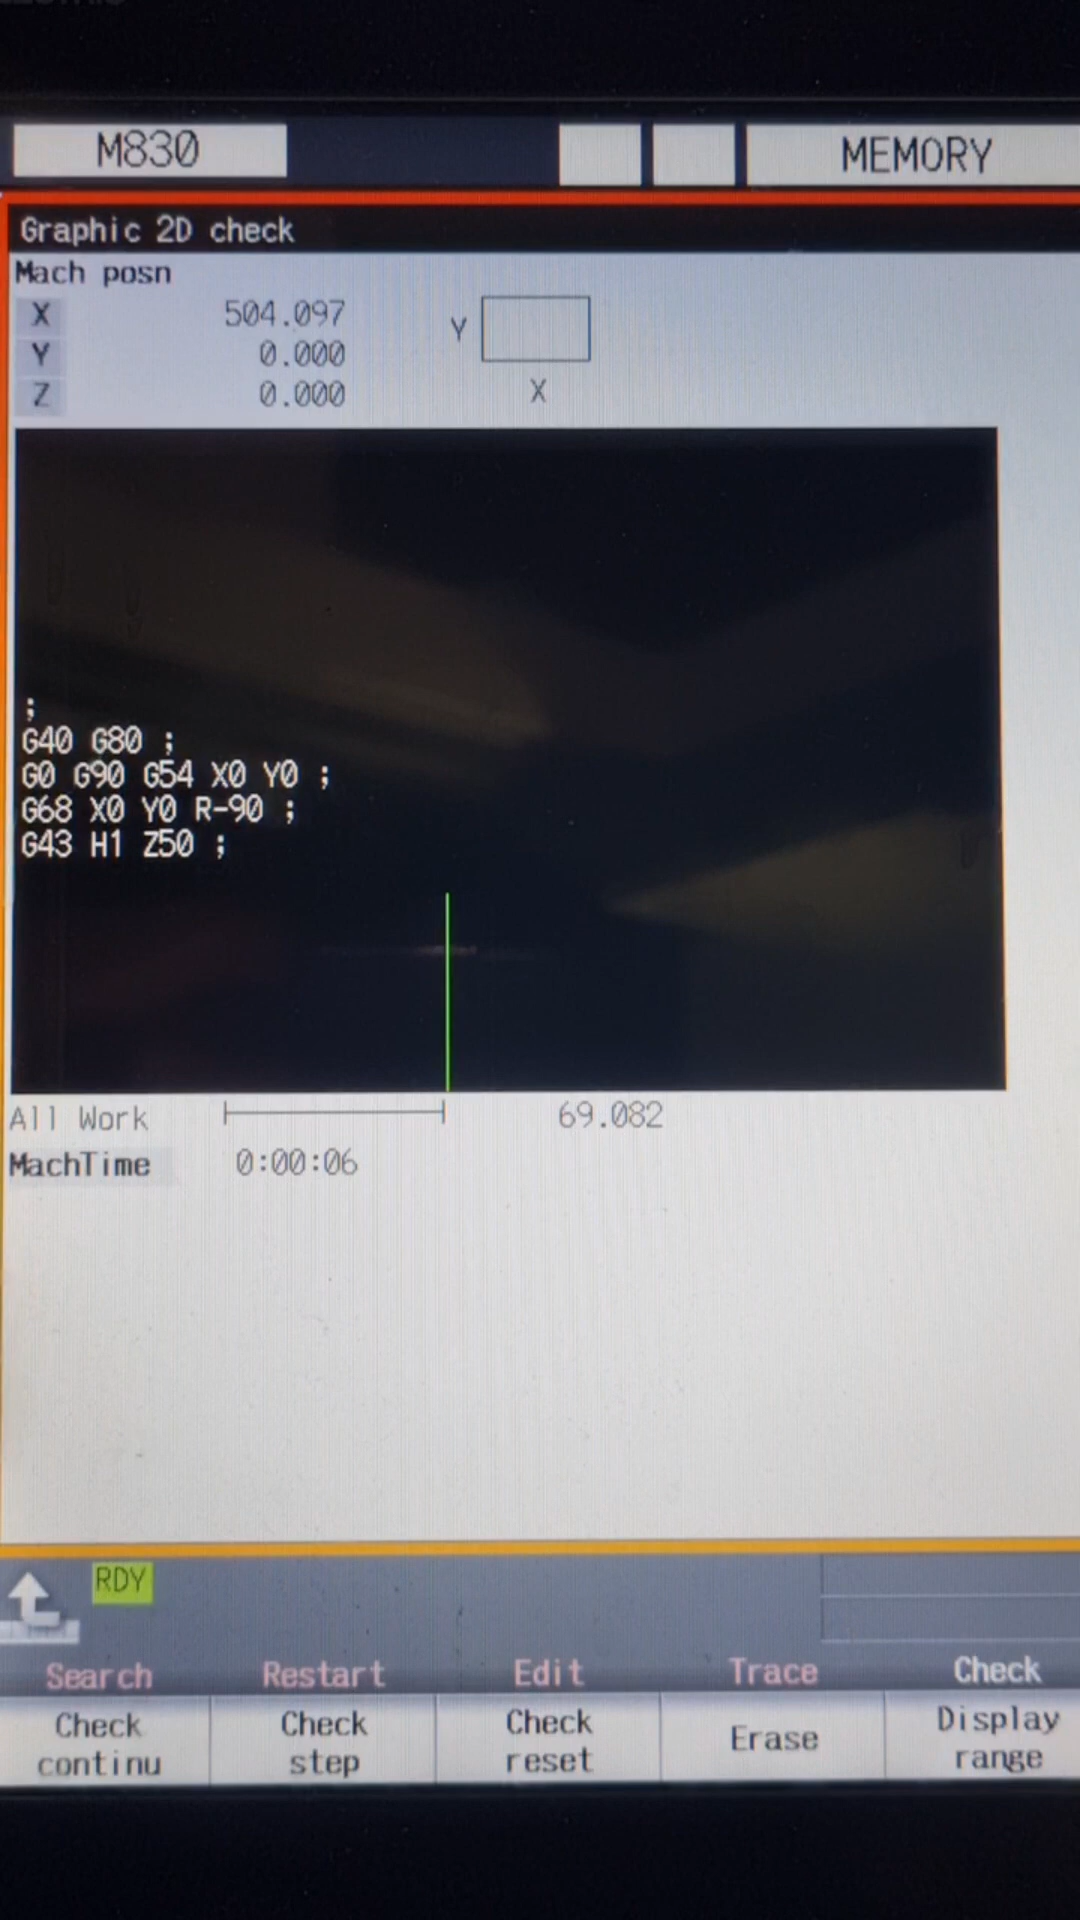 M830 MEMORY
Graphic 2D check
Mach posn
X 504.097
Y 0.000
Z 0.000
Y
X
;
G40 G80 ;
G0 G90 G54 X0 Y0 ;
G68 X0 Y0 R-90 ;
G43 H1 Z50 ;
All Work 69.082
MachTime 0:00:06
RDY
Search Restart Edit Trace Check
Check continu
Check step
Check reset
Erase
Display range